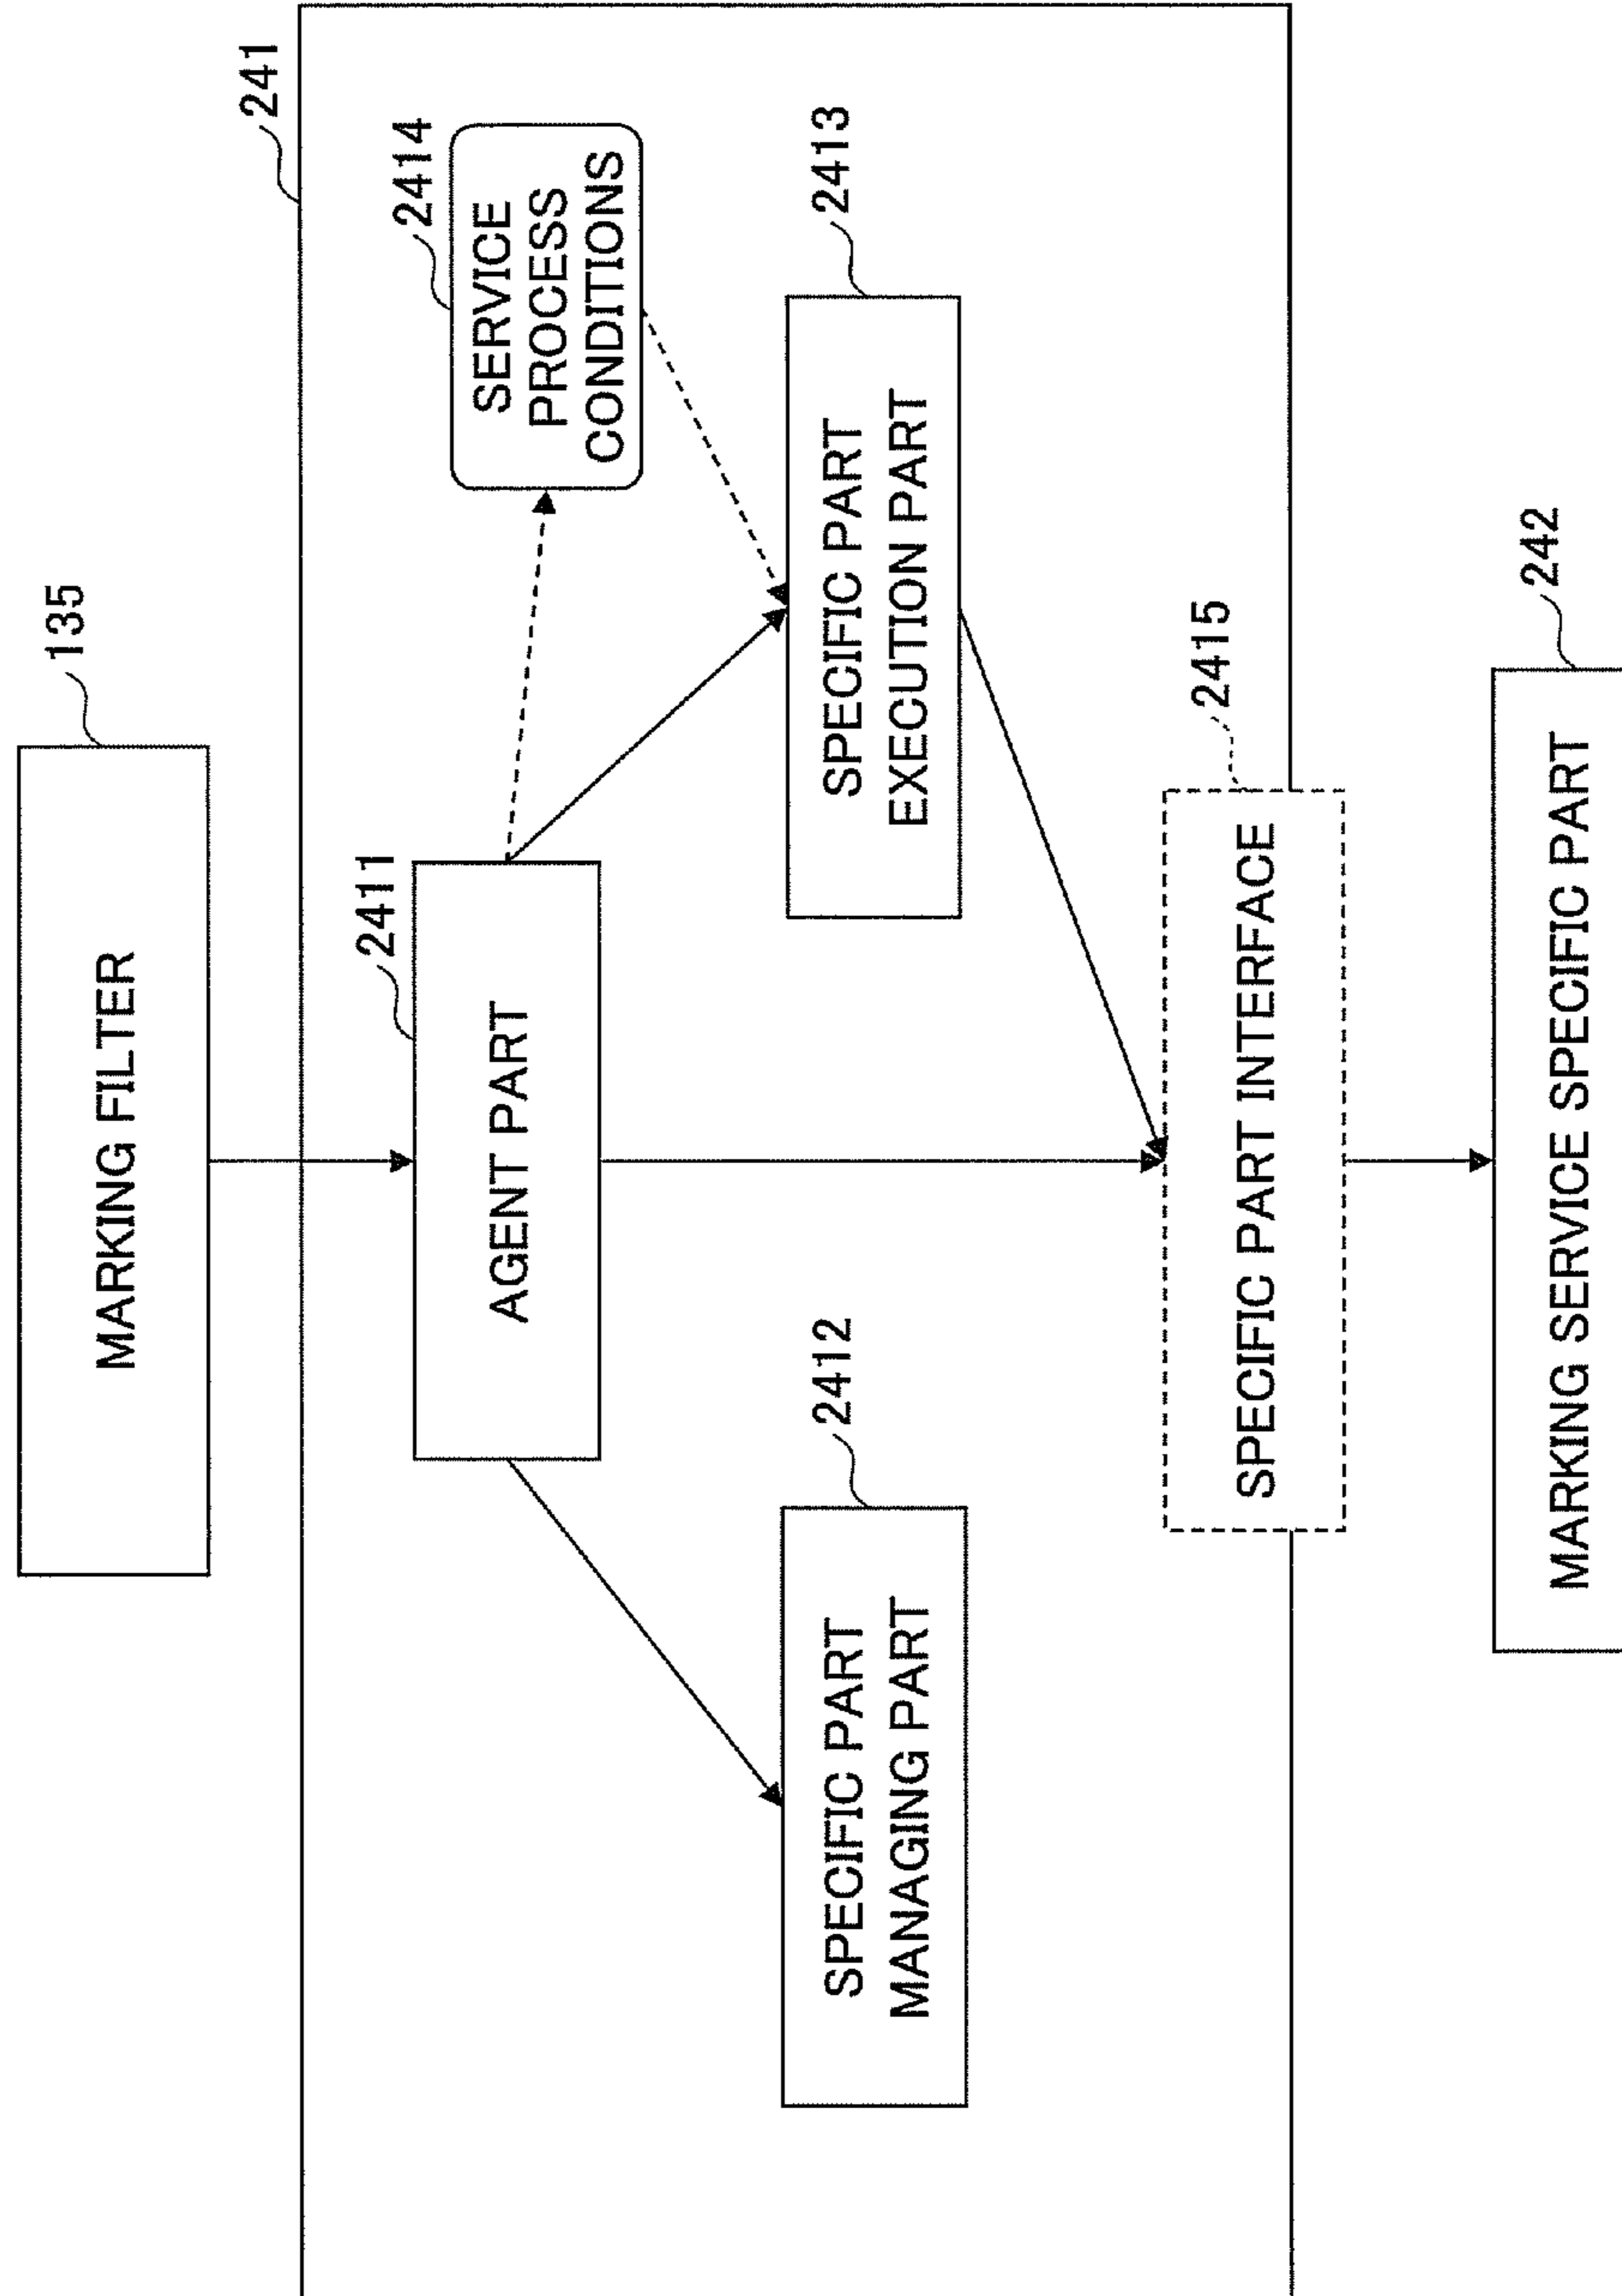 135
MARKING FILTER
241
2411
AGENT PART
2414
SERVICE
PROCESS
CONDITIONS
2412
SPECIFIC PART
MANAGING PART
2413
SPECIFIC PART
EXECUTION PART
2415
SPECIFIC PART INTERFACE
242
MARKING SERVICE SPECIFIC PART